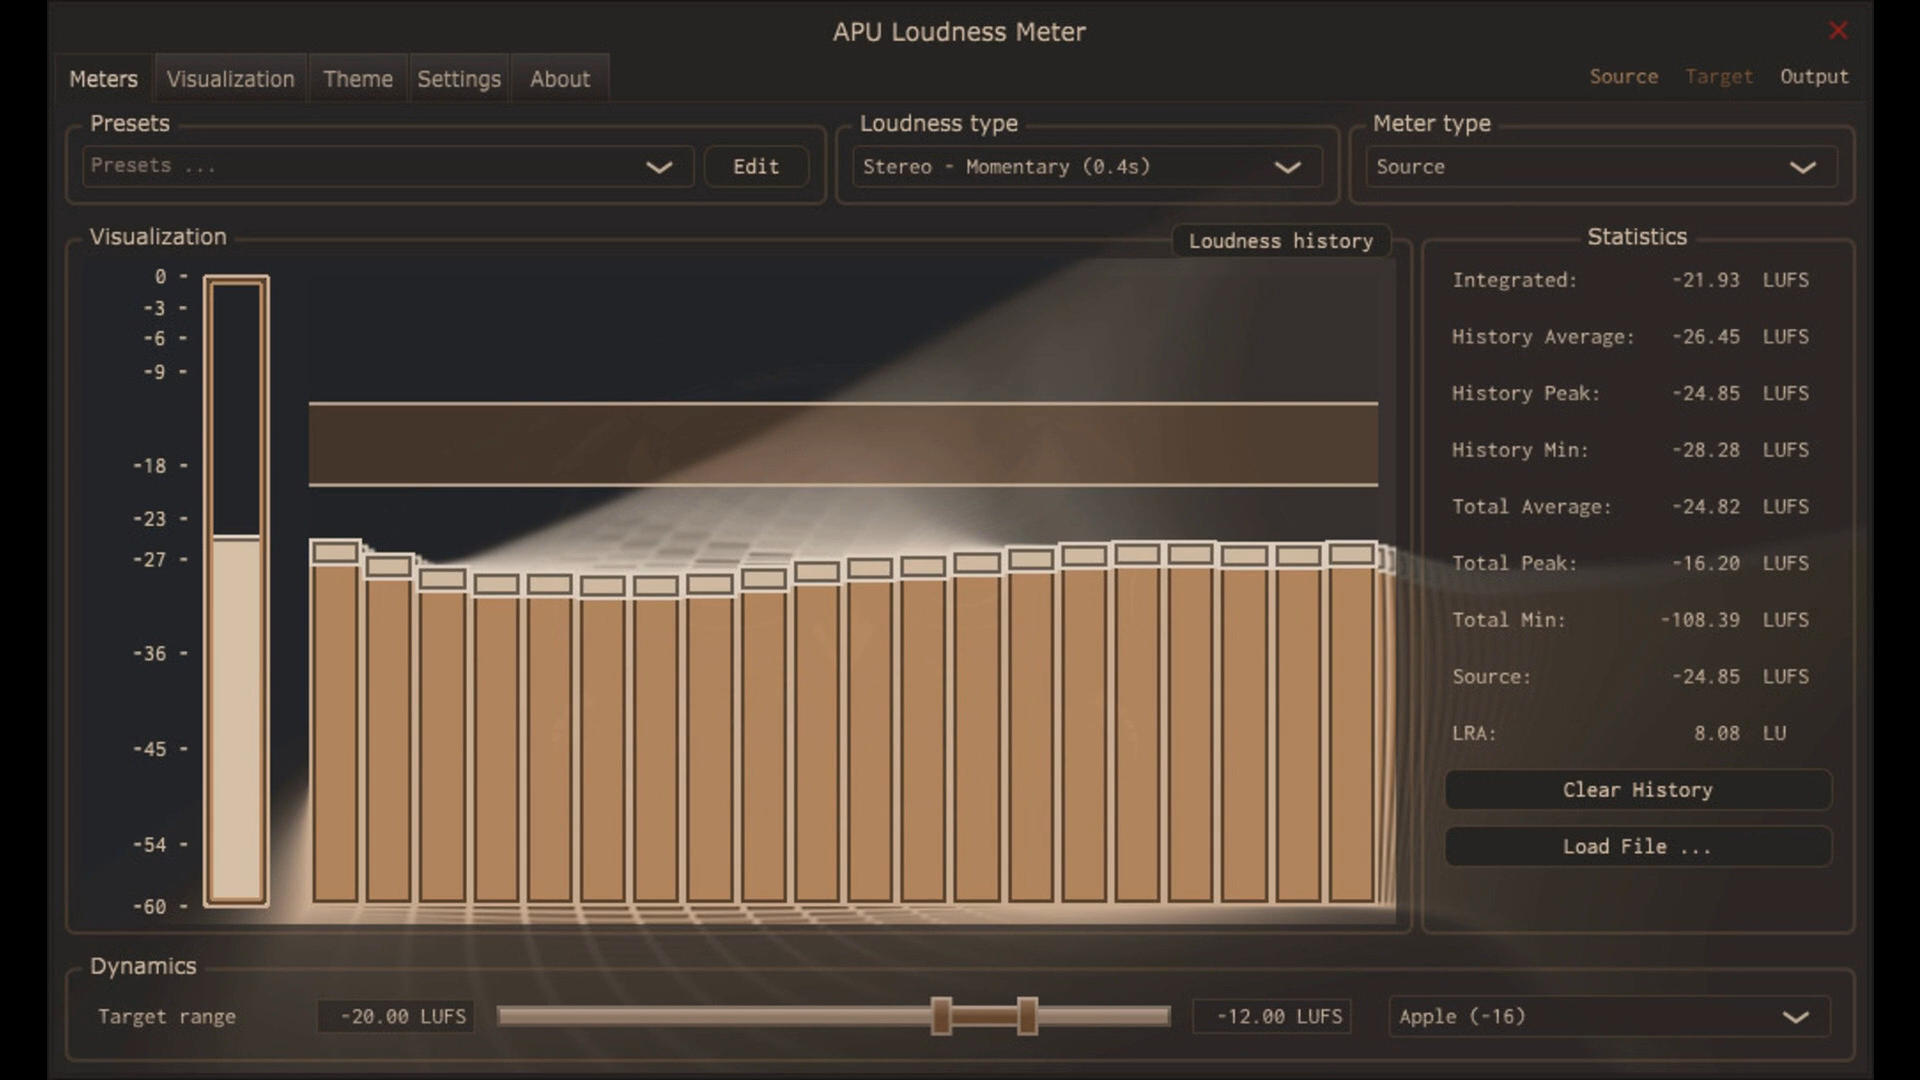 APU Loudness Meter
Meters Visualization Theme Settings About
Source Target Output
Presets
Presets ...
Edit
Loudness type
Stereo - Momentary (0.4s)
Meter type
Source
Visualization
Loudness history
0 -
-3 -
-6 -
-9 -
-18 -
-23 -
-27 -
-36 -
-45 -
-54 -
-60 -
Statistics
Integrated: -21.93 LUFS
History Average: -26.45 LUFS
History Peak: -24.85 LUFS
History Min: -28.28 LUFS
Total Average: -24.82 LUFS
Total Peak: -16.20 LUFS
Total Min: -108.39 LUFS
Source: -24.85 LUFS
LRA: 8.08 LU
Clear History
Load File ...
Dynamics
Target range -20.00 LUFS -12.00 LUFS Apple (-16)